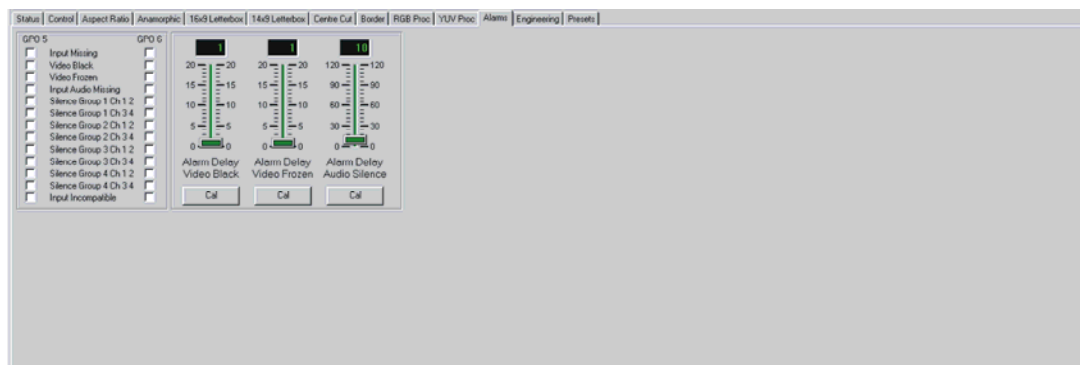 Status Control Aspect Ratio Anamorphic 16x9 Letterbox 14x9 Letterbox Centre Cut Border RGB Proc YUV Proc Alarms Engineering Presets
GPO 5 GPO 6
Input Missing
Video Black
Video Frozen
Input Audio Missing
Silence Group 1 Ch 1 2
Silence Group 1 Ch 3 4
Silence Group 2 Ch 1 2
Silence Group 2 Ch 3 4
Silence Group 3 Ch 1 2
Silence Group 3 Ch 3 4
Silence Group 4 Ch 1 2
Silence Group 4 Ch 3 4
Input Incompatible
1 1 10
20 20 20 20 120 120
15 15 15 15 90 90
10 10 10 10 60 60
5 5 5 5 30 30
0 0 0 0 0 0
Alarm Delay Alarm Delay Alarm Delay
Video Black Video Frozen Audio Silence
Cal Cal Cal